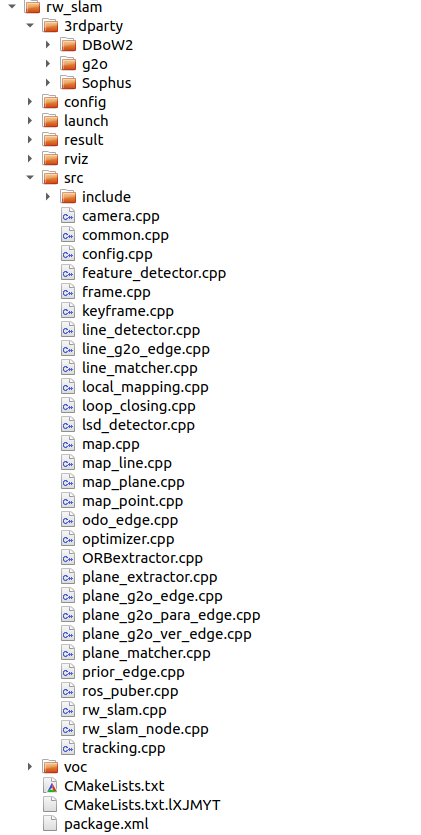 rw_slam
3rdparty
DBoW2
g2o
Sophus
config
launch
result
rviz
src
include
camera.cpp
common.cpp
config.cpp
feature_detector.cpp
frame.cpp
keyframe.cpp
line_detector.cpp
line_g2o_edge.cpp
line_matcher.cpp
local_mapping.cpp
loop_closing.cpp
lsd_detector.cpp
map.cpp
map_line.cpp
map_plane.cpp
map_point.cpp
odo_edge.cpp
optimizer.cpp
ORBextractor.cpp
plane_extractor.cpp
plane_g2o_edge.cpp
plane_g2o_para_edge.cpp
plane_g2o_ver_edge.cpp
plane_matcher.cpp
prior_edge.cpp
ros_puber.cpp
rw_slam.cpp
rw_slam_node.cpp
tracking.cpp
voc
CMakeLists.txt
CMakeLists.txt.lXJMYT
package.xml